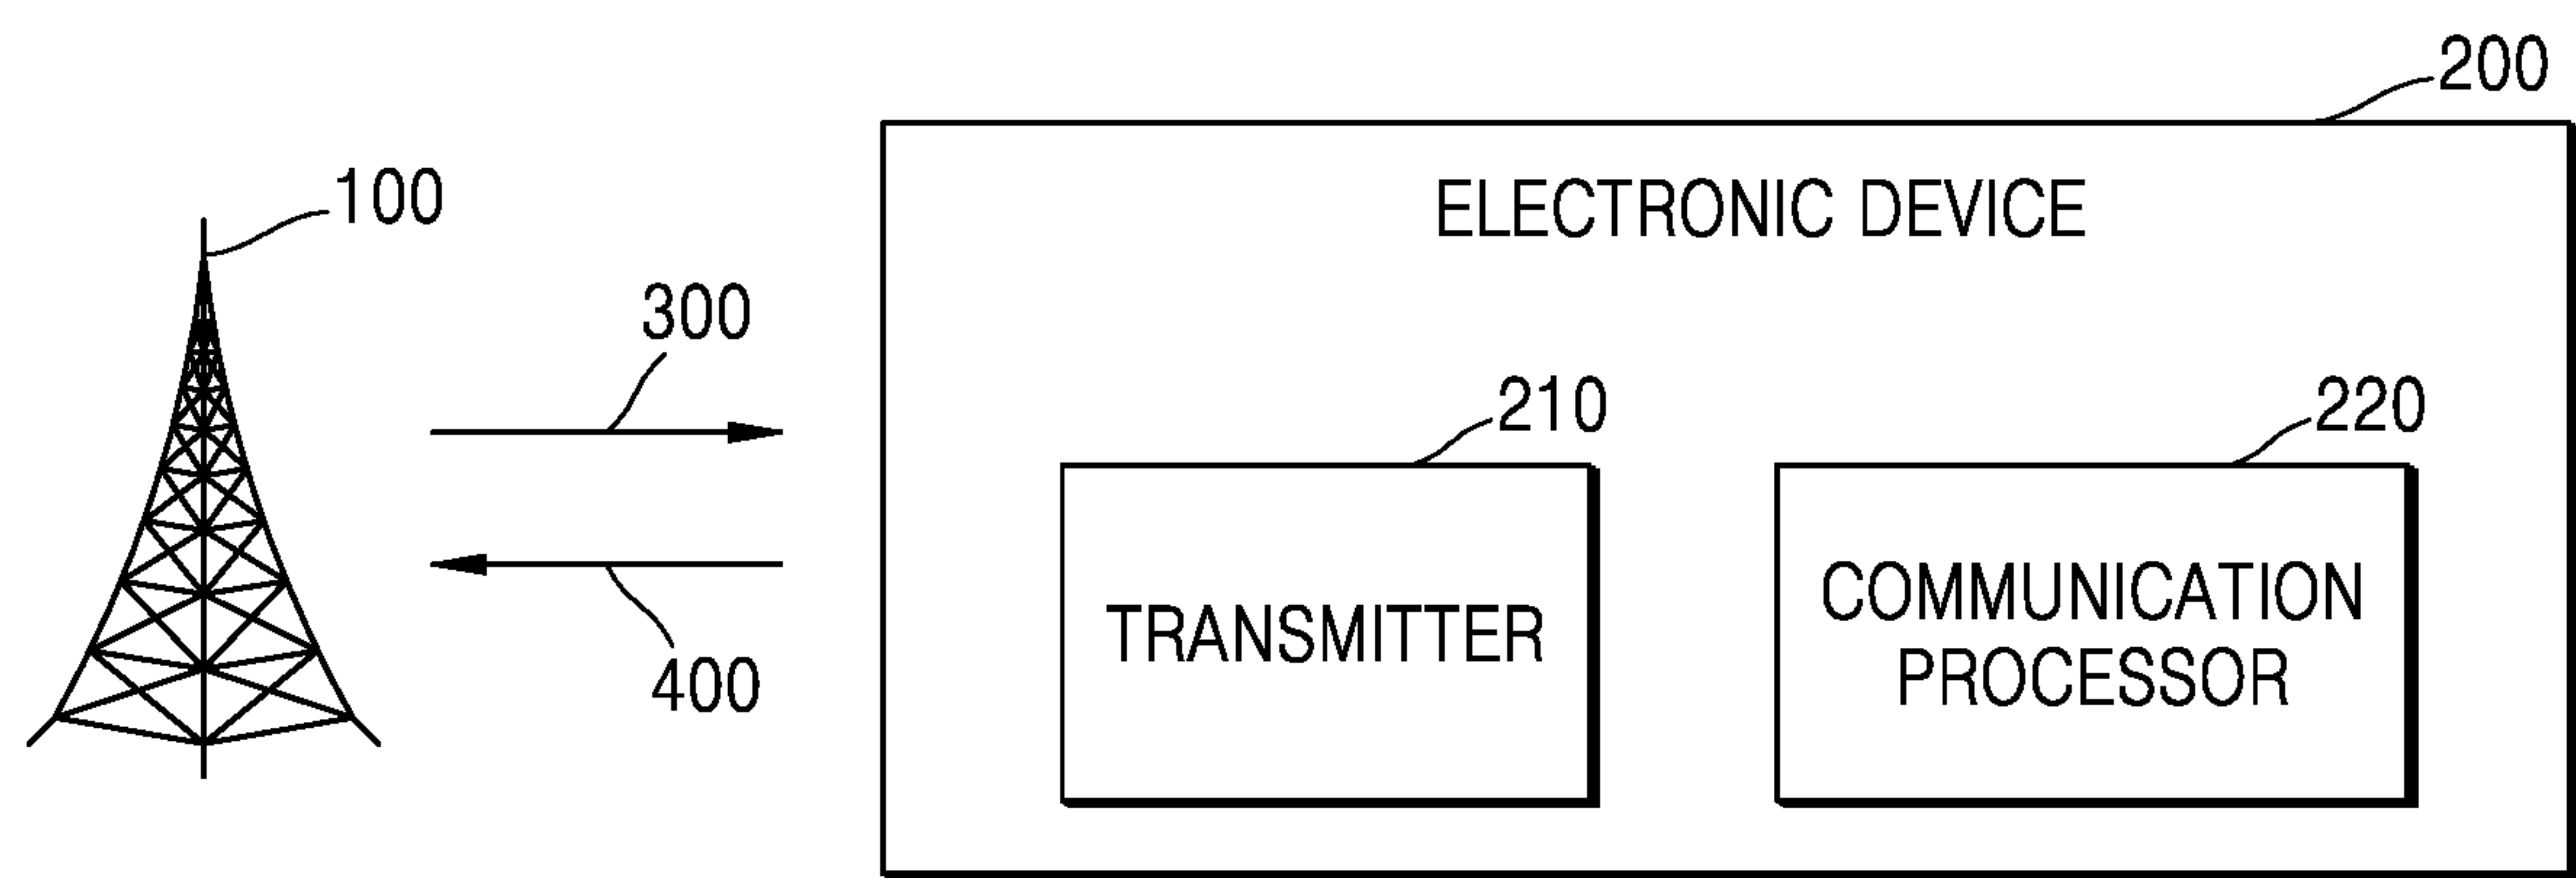 200
ELECTRONIC DEVICE
100
300
210
220
TRANSMITTER
COMMUNICATION
PROCESSOR
400